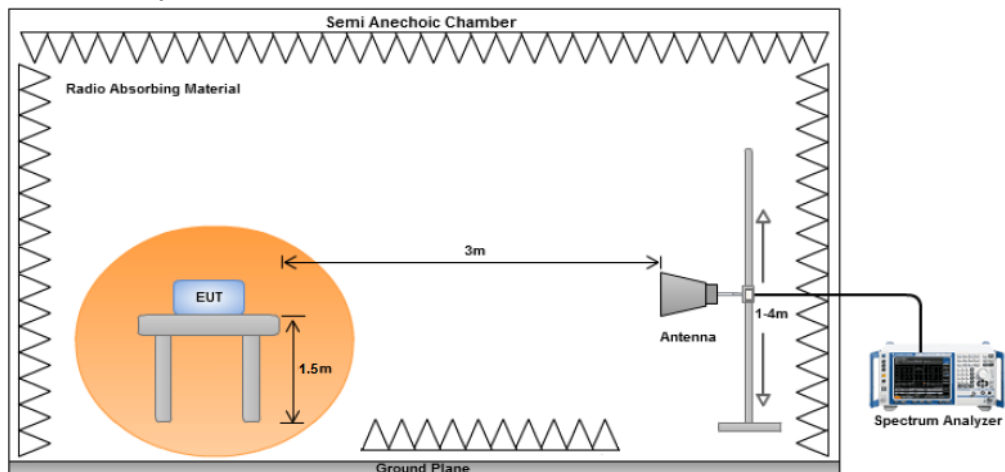 Semi Anechoic Chamber
Radio Absorbing Material
3m
EUT
1-4m
Antenna
1.5m
Spectrum Analyzer
Ground Plane